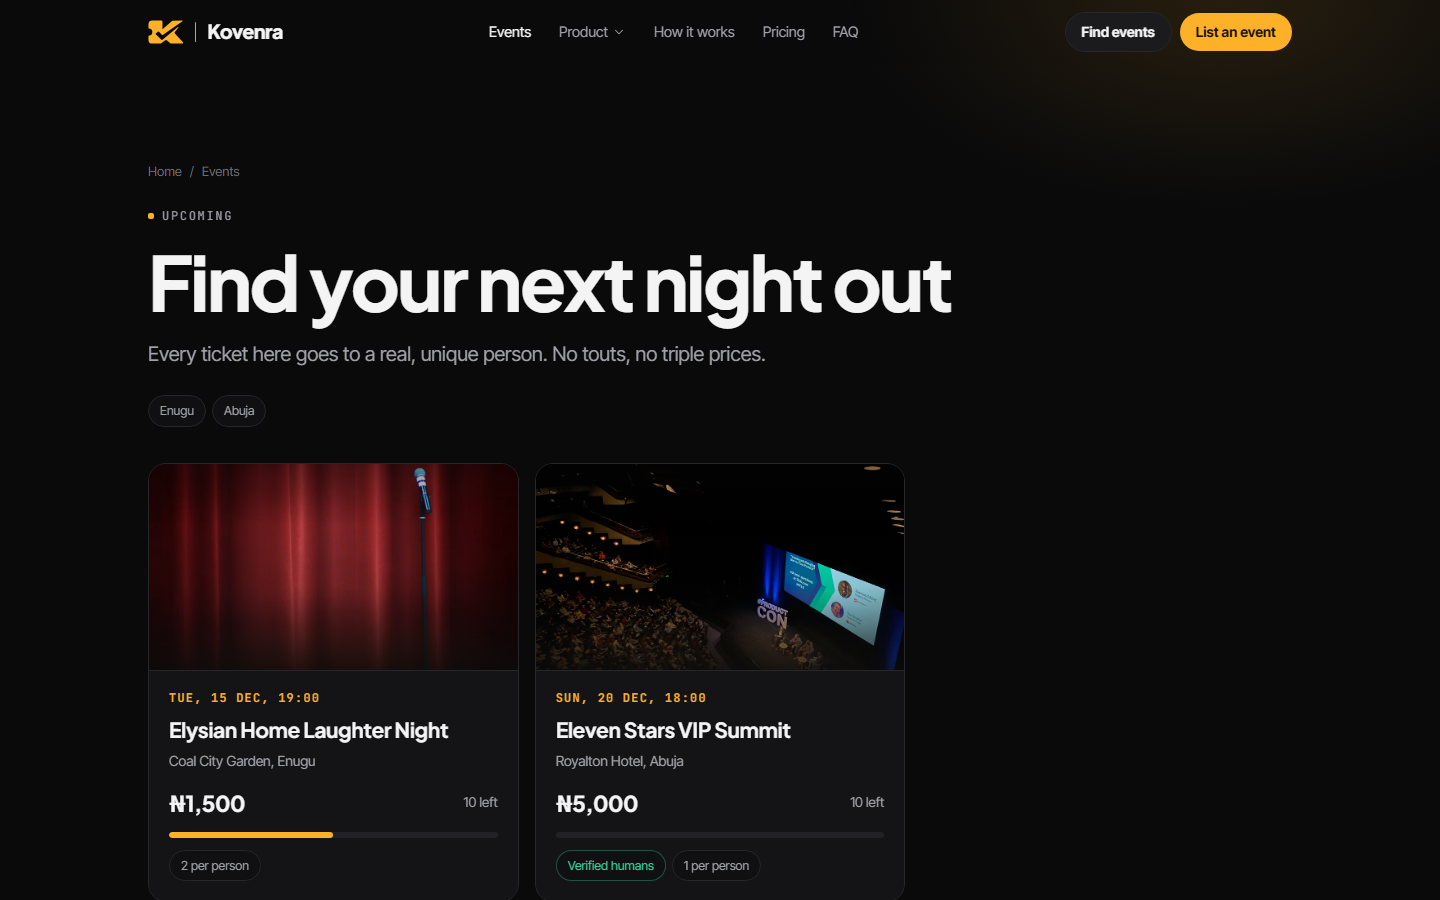 Kovenra
Events
Product
How it works
Pricing
FAQ
Find events
List an event
Home / Events
UPCOMING
Find your next night out
Every ticket here goes to a real, unique person. No touts, no triple prices.
Enugu
Abuja
PRODUCT
CON
TUE, 15 DEC, 19:00
Elysian Home Laughter Night
Coal City Garden, Enugu
₦1,500
10 left
2 per person
SUN, 20 DEC, 18:00
Eleven Stars VIP Summit
Royalton Hotel, Abuja
₦5,000
10 left
Verified humans
1 per person